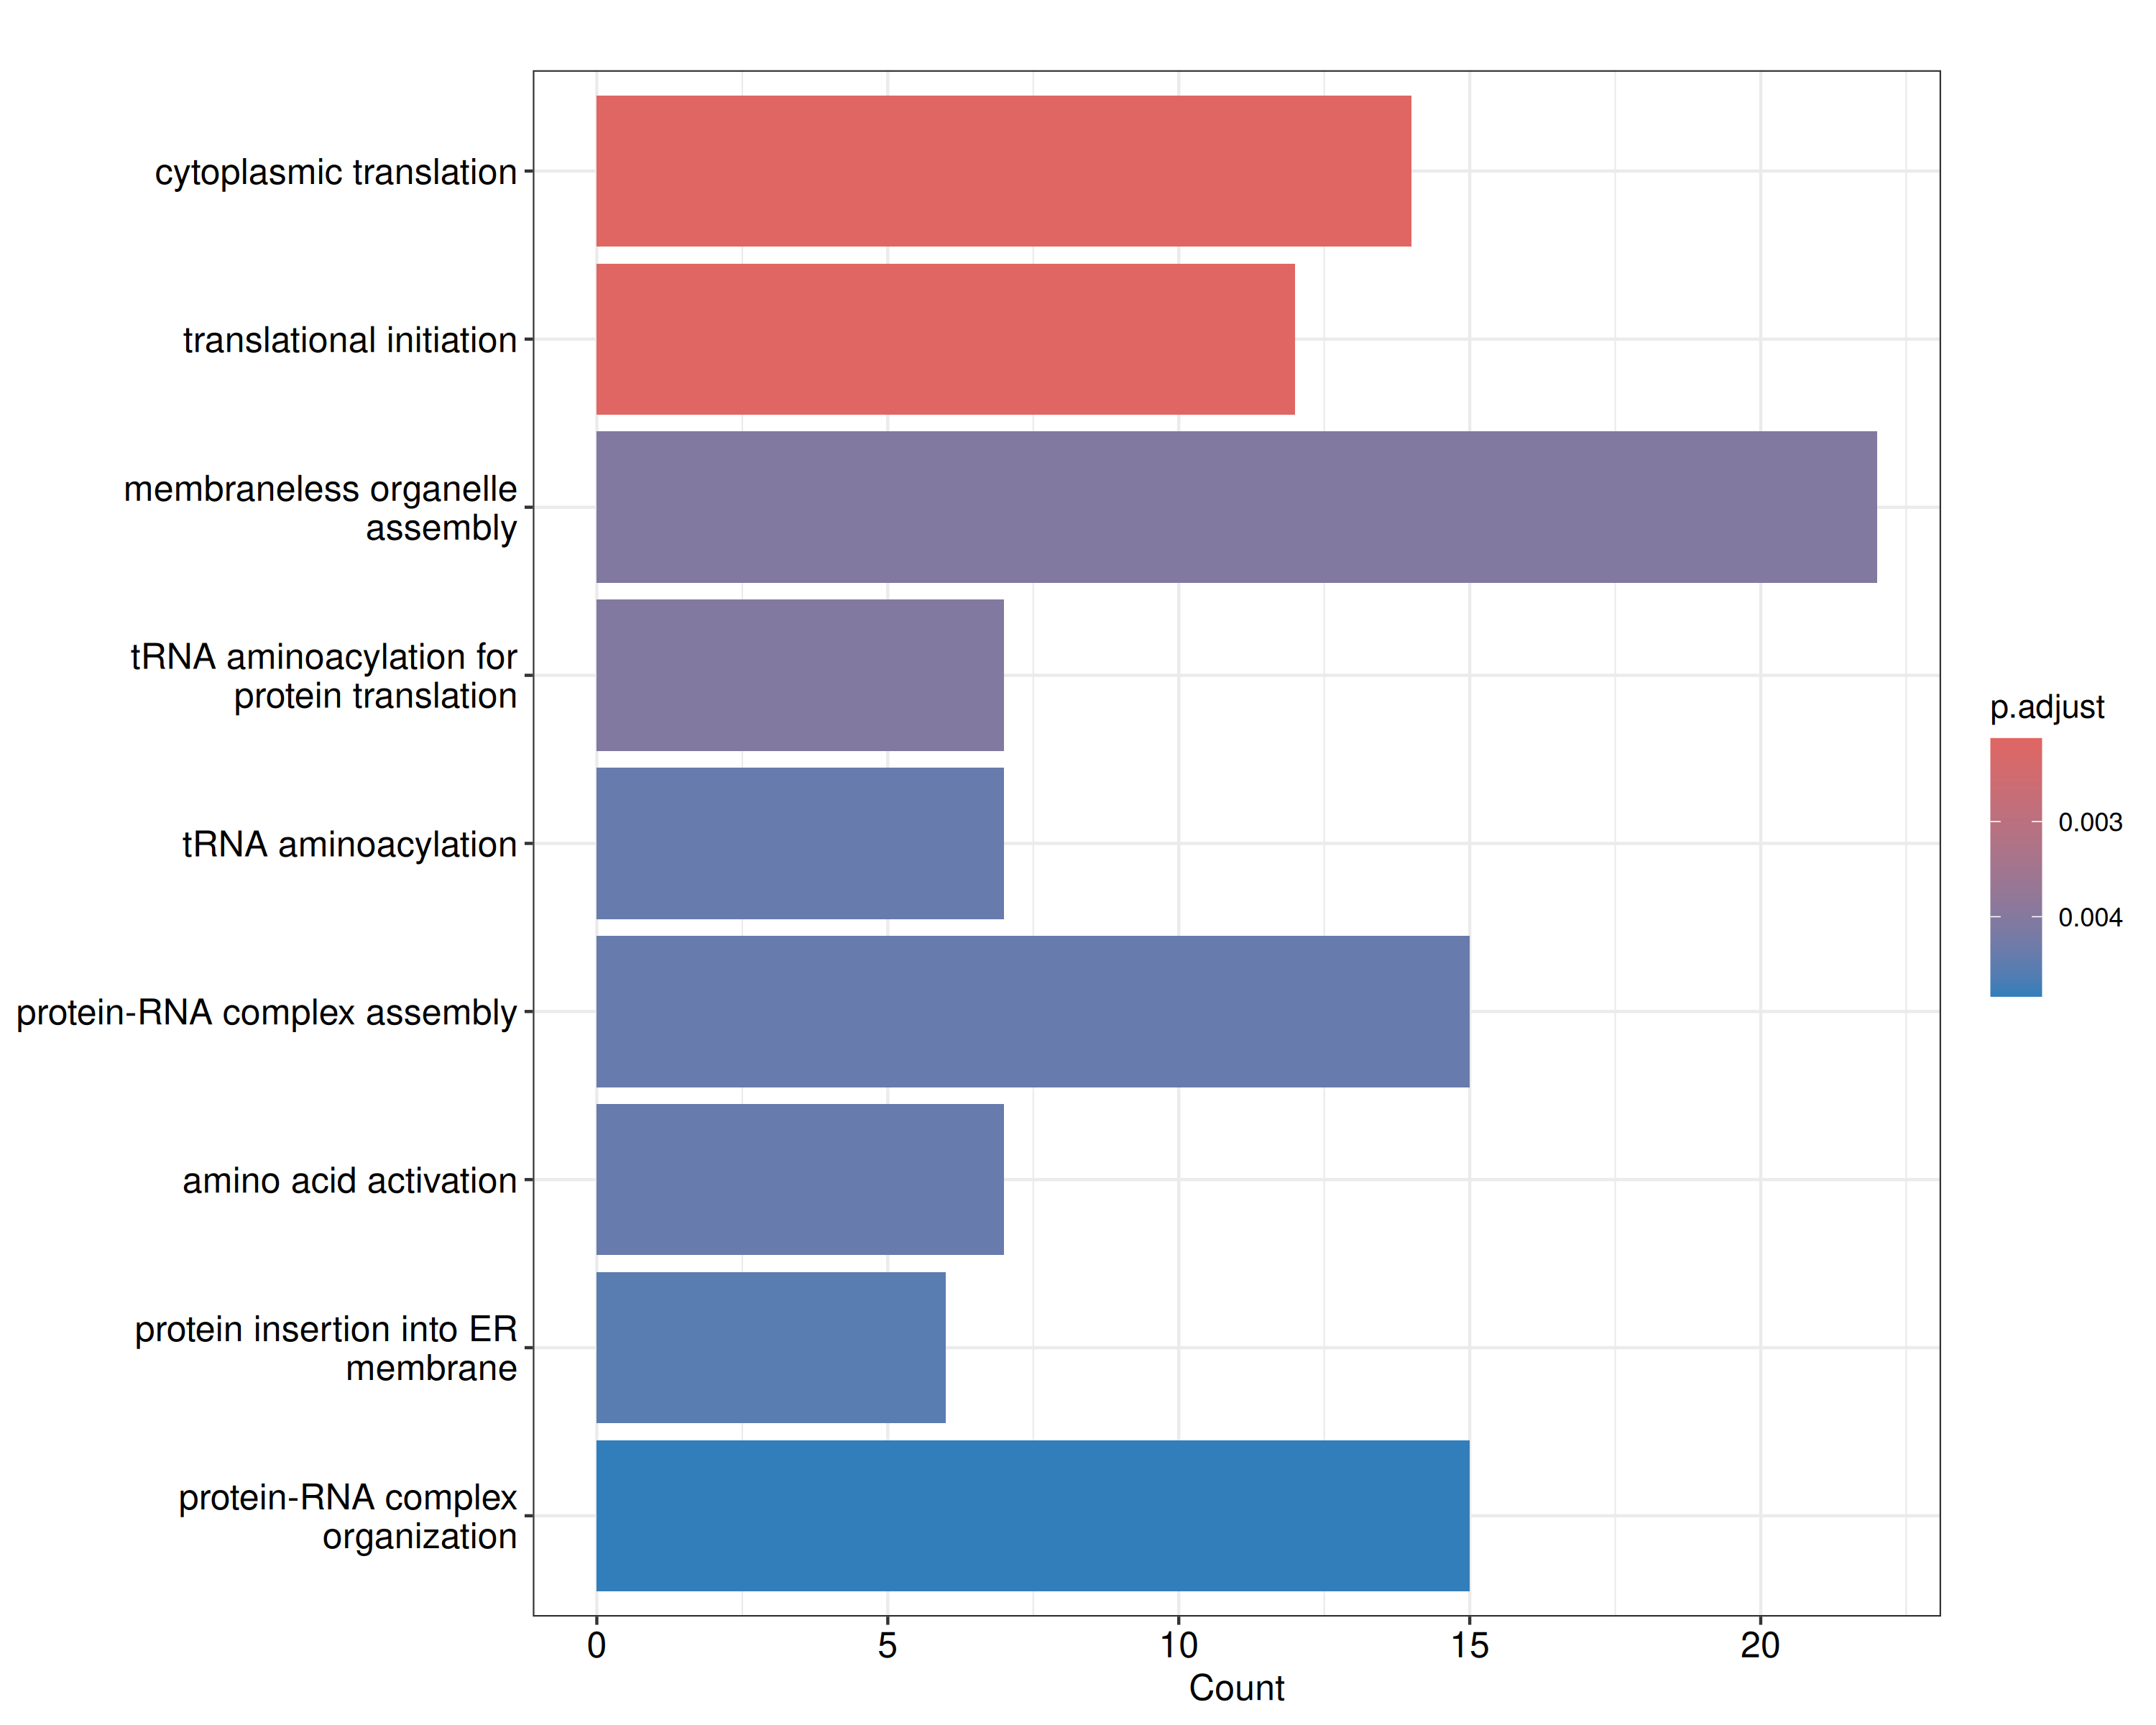 cytoplasmic translation
translational initiation
membraneless organelle
assembly
tRNA aminoacylation for
protein translation
tRNA aminoacylation
protein-RNA complex assembly
amino acid activation
protein insertion into ER
membrane
protein-RNA complex
organization
0 5 10 15 20
Count
p.adjust
0.003
0.004